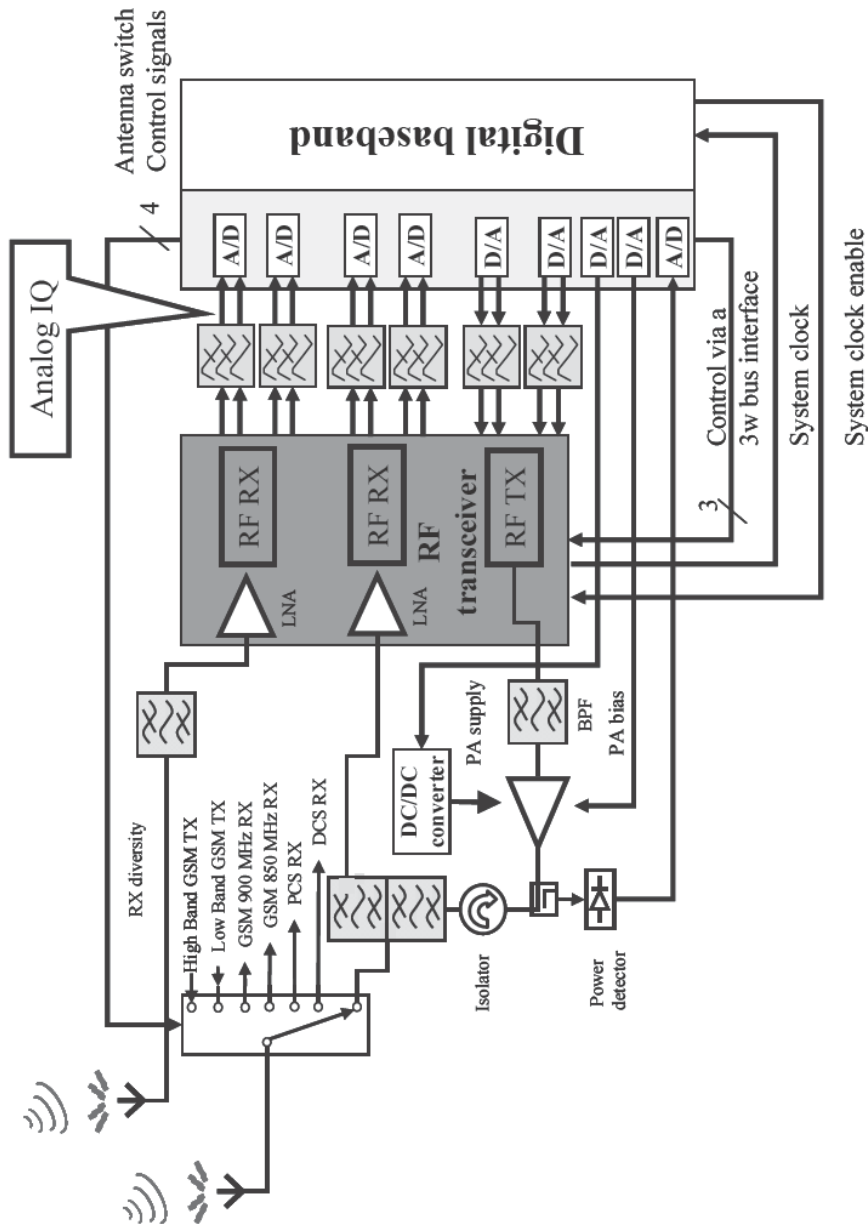 Antenna switch
Control signals
4
Analog IQ
Digital baseband
A/D
A/D
A/D
A/D
D/A
D/A
D/A
D/A
A/D
RF RX
RF RX
RF
transceiver
RF TX
LNA
LNA
3
Control via a
3w bus interface
System clock
System clock enable
RX diversity
High Band GSM TX
Low Band GSM TX
GSM 900 MHz RX
GSM 850 MHz RX
PCS RX
DCS RX
DC/DC
converter
PA supply
BPF
PA bias
Isolator
Power
detector